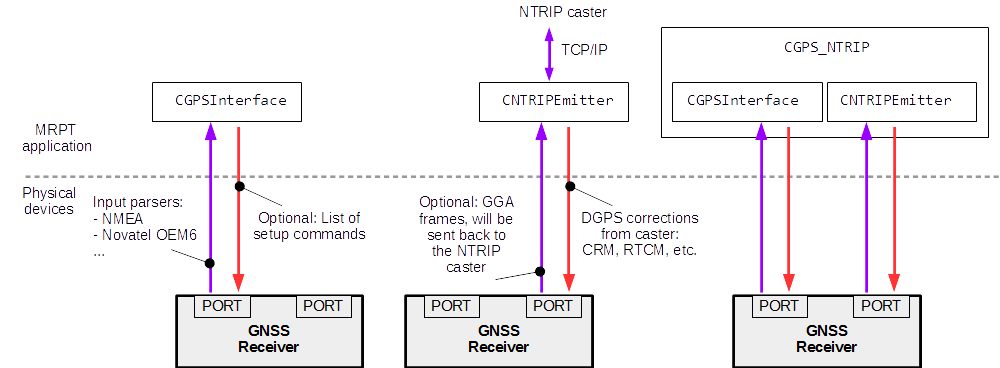 NTRIP caster
TCP/IP
CGPS_NTRIP
CGPSInterface
CNTRIPEmitter
CGPSInterface
CNTRIPEmitter
MRPT
application
Physical
devices
Input parsers:
- NMEA
- Novatel OEM6
...
Optional: List of
setup commands
Optional: GGA
frames, will be
sent back to
the NTRIP
caster
DGPS corrections
from caster:
CRM, RTCM, etc.
PORT
PORT
GNSS
Receiver
PORT
PORT
GNSS
Receiver
PORT
PORT
GNSS
Receiver